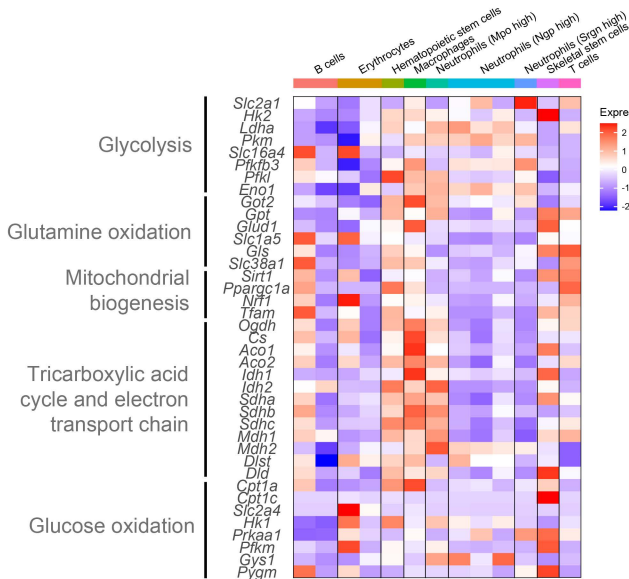 B cells
Erythrocytes
Hematopoietic stem cells
Macrophages
Neutrophils (Mpo high)
Neutrophils (Ngp high)
Neutrophils (Srgn high)
Skeletal stem cells
T cells
Glycolysis
Slc2a1
Hk2
Ldha
Pkm
Slc16a4
Pfkfb3
Pfkl
Eno1
Glutamine oxidation
Got2
Gpt
Glud1
Slc1a5
Gls
Slc38a1
Mitochondrial
biogenesis
Sirt1
Ppargc1a
Nrf1
Tfam
Tricarboxylic acid
cycle and electron
transport chain
Ogdh
Cs
Aco1
Aco2
Idh1
Idh2
Sdha
Sdhb
Sdhc
Mdh1
Mdh2
Dlst
Dld
Glucose oxidation
Cpt1a
Cpt1c
Slc2a4
Hk1
Prkaa1
Pfkm
Gys1
Pygm
Expre
2
1
0
-1
-2